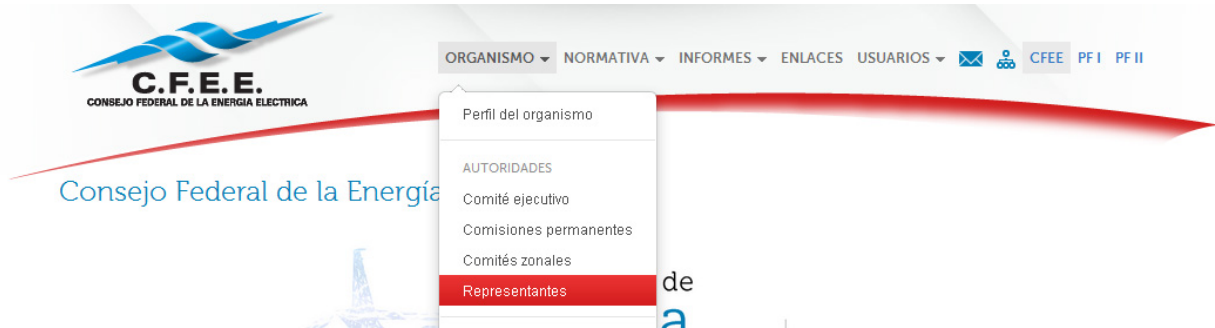 C.F.E.E.
CONSEJO FEDERAL DE LA ENERGIA ELECTRICA
ORGANISMO NORMATIVA INFORMES ENLACES USUARIOS CFEE PF I PF II
Perfil del organismo
AUTORIDADES
Comité ejecutivo
Comisiones permanentes
Comités zonales
Representantes
Consejo Federal de la Energía
de
a